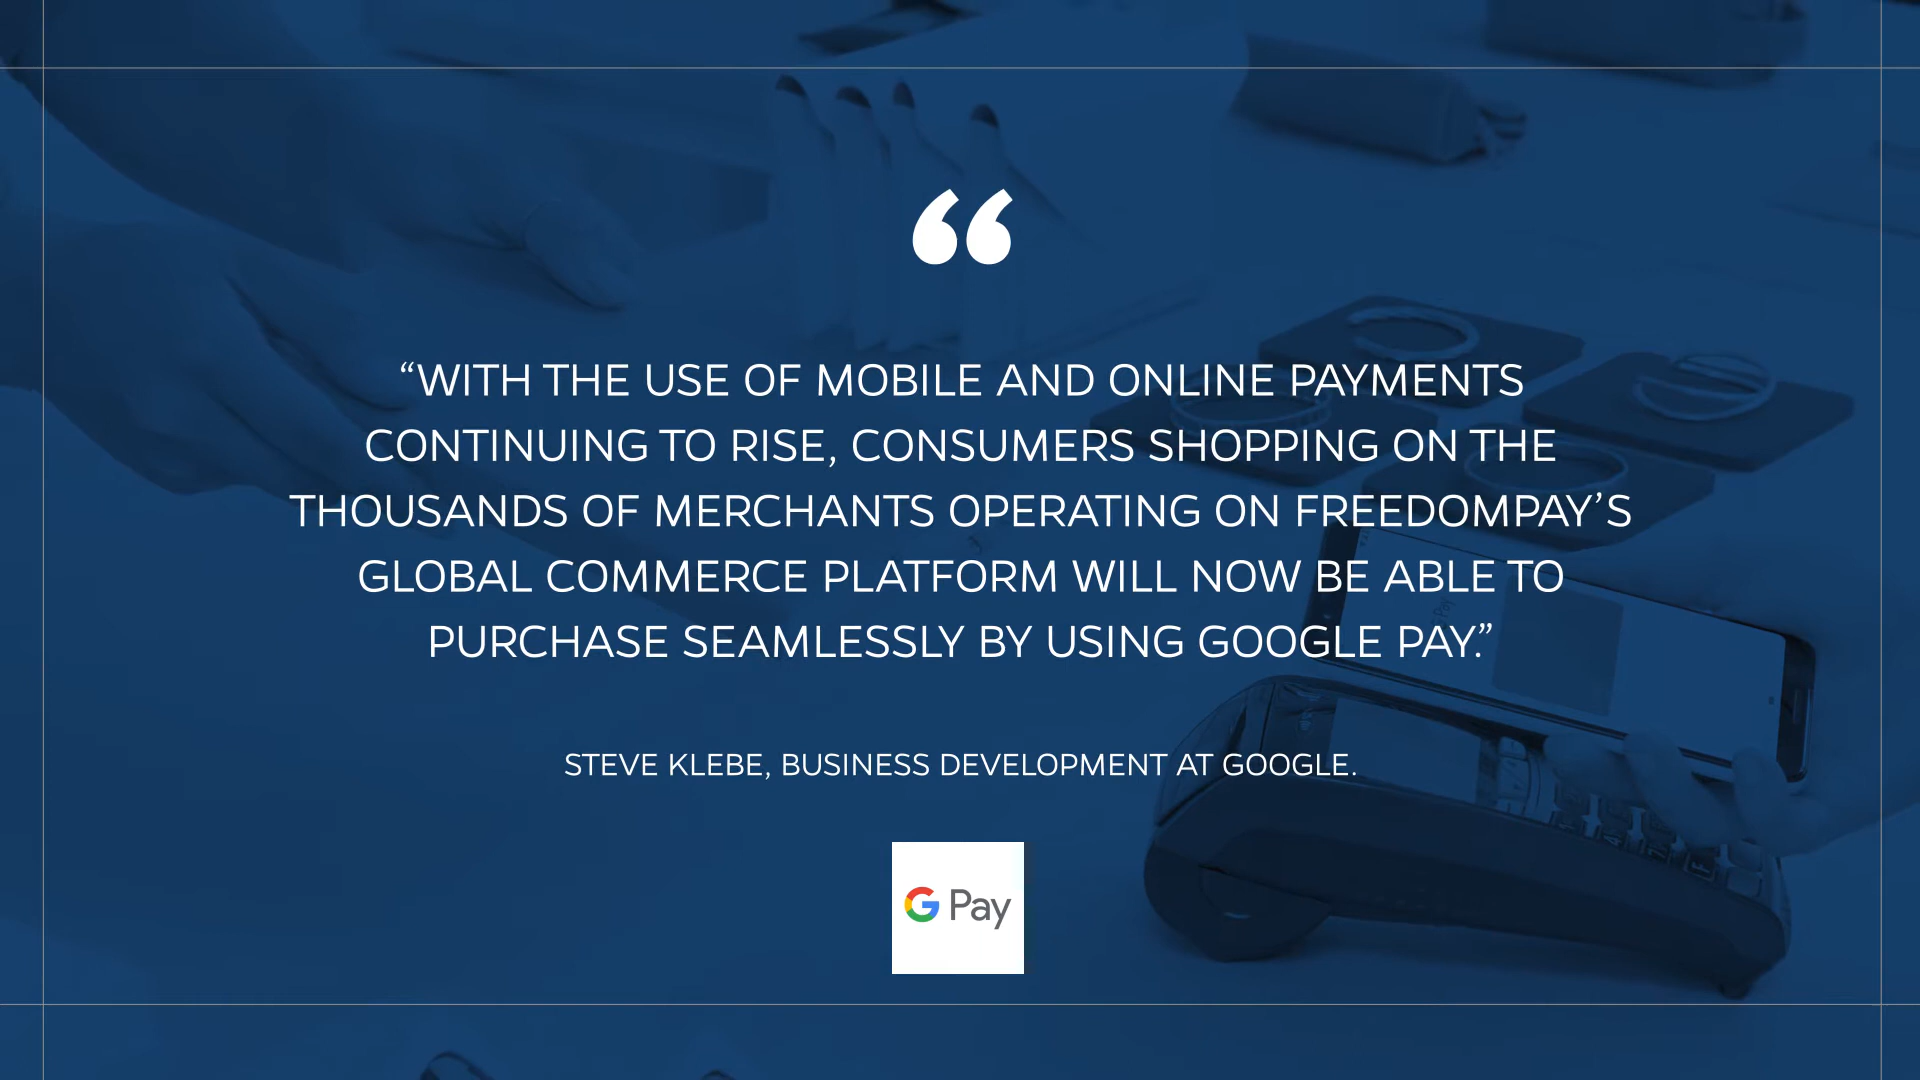 “
“WITH THE USE OF MOBILE AND ONLINE PAYMENTS
CONTINUING TO RISE, CONSUMERS SHOPPING ON THE
THOUSANDS OF MERCHANTS OPERATING ON FREEDOMPAY’S
GLOBAL COMMERCE PLATFORM WILL NOW BE ABLE TO
PURCHASE SEAMLESSLY BY USING GOOGLE PAY.”
STEVE KLEBE, BUSINESS DEVELOPMENT AT GOOGLE.
G Pay